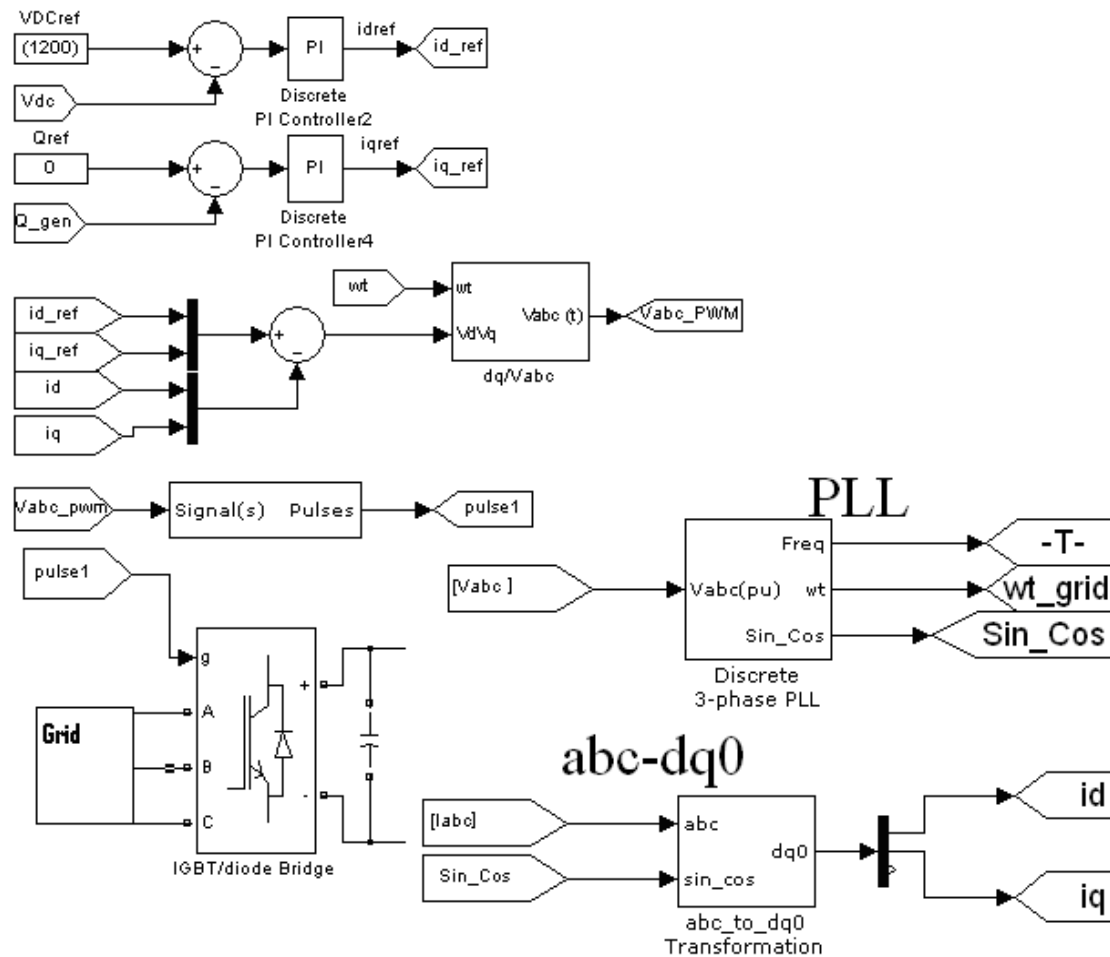 VDCref
(1200)
+
−
PI
idref
id_ref
Vdc
Discrete
PI Controller2
Qref
0
+
−
PI
iqref
iq_ref
Q_gen
Discrete
PI Controller4
wt
wt
VdVq
Vabc (t)
Vabc_PWM
dq/Vabc
id_ref
iq_ref
id
iq
+
−
Vabc_pwm
Signal(s) Pulses
pulse1
pulse1
g
A
B
C
+
-
Grid
IGBT/diode Bridge
PLL
[Vabc ]
Vabc(pu)
Freq
wt
Sin_Cos
-T-
wt_grid
Sin_Cos
Discrete
3-phase PLL
abc-dq0
[Iabc]
Sin_Cos
abc
sin_cos
dq0
id
iq
abc_to_dq0
Transformation